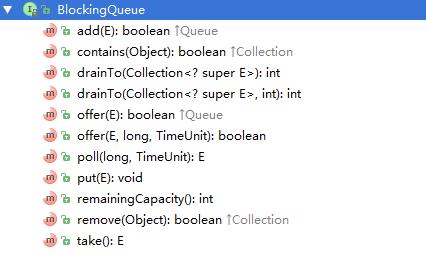 BlockingQueue
add(E): boolean ↑Queue
contains(Object): boolean ↑Collection
drainTo(Collection<? super E>): int
drainTo(Collection<? super E>, int): int
offer(E): boolean ↑Queue
offer(E, long, TimeUnit): boolean
poll(long, TimeUnit): E
put(E): void
remainingCapacity(): int
remove(Object): boolean ↑Collection
take(): E